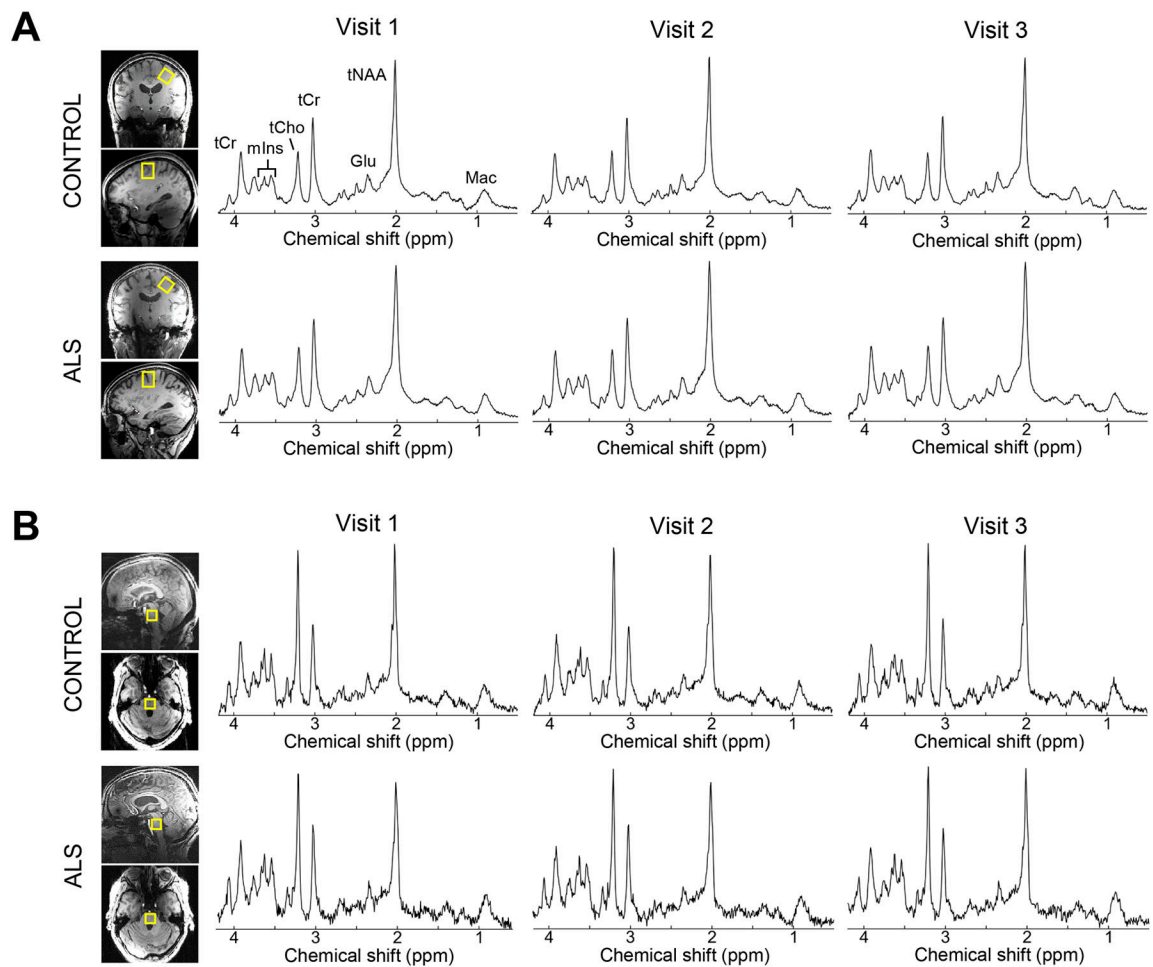 A
Visit 1
Visit 2
Visit 3
CONTROL
tCr
mIns
tCho
tCr
tNAA
Glu
Mac
4 3 2 1
Chemical shift (ppm)
4 3 2 1
Chemical shift (ppm)
4 3 2 1
Chemical shift (ppm)
ALS
4 3 2 1
Chemical shift (ppm)
4 3 2 1
Chemical shift (ppm)
4 3 2 1
Chemical shift (ppm)
B
Visit 1
Visit 2
Visit 3
CONTROL
4 3 2 1
Chemical shift (ppm)
4 3 2 1
Chemical shift (ppm)
4 3 2 1
Chemical shift (ppm)
ALS
4 3 2 1
Chemical shift (ppm)
4 3 2 1
Chemical shift (ppm)
4 3 2 1
Chemical shift (ppm)